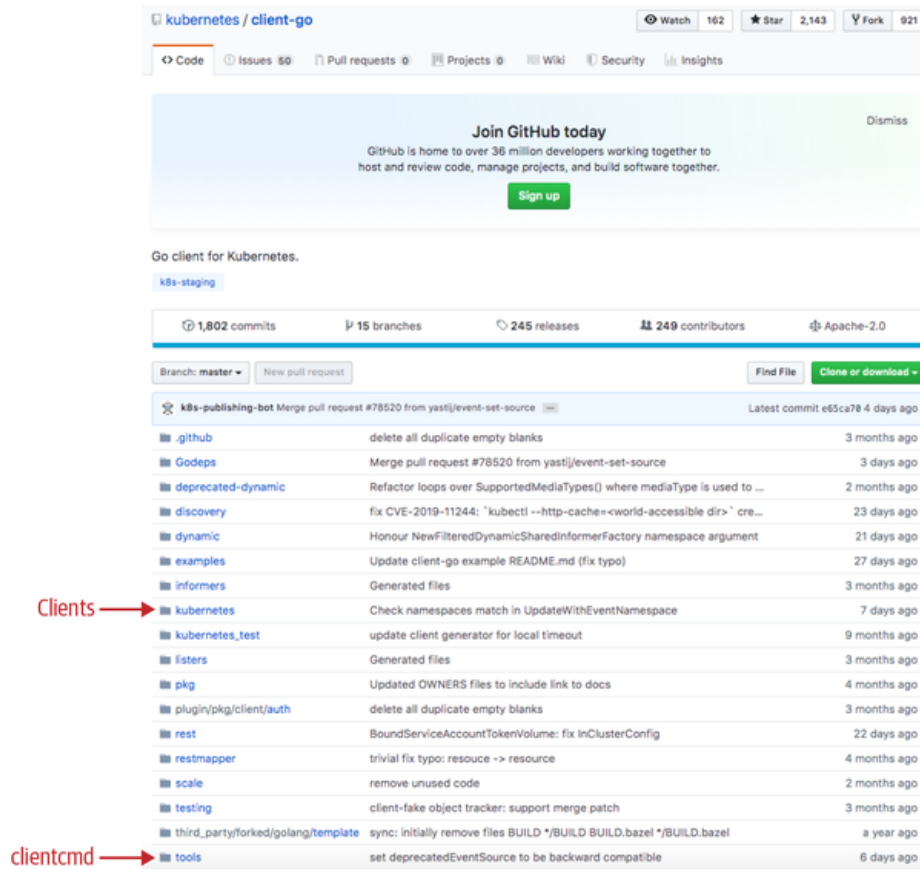 kubernetes / client-go
Watch 162 Star 2,143 Fork 921
Code Issues 50 Pull requests 0 Projects 0 Wiki Security Insights
Dismiss
Join GitHub today
GitHub is home to over 36 million developers working together to
host and review code, manage projects, and build software together.
Sign up
Go client for Kubernetes.
k8s-staging
1,802 commits 15 branches 245 releases 249 contributors Apache-2.0
Branch: master New pull request Find File Clone or download
k8s-publishing-bot Merge pull request #78520 from yastij/event-set-source ... Latest commit e65ca70 4 days ago
.github delete all duplicate empty blanks 3 months ago
Godeps Merge pull request #78520 from yastij/event-set-source 3 days ago
deprecated-dynamic Refactor loops over SupportedMediaTypes() where mediaType is used to ... 2 months ago
discovery fix CVE-2019-11244: `kubectl --http-cache=<world-accessible dir>` cre... 23 days ago
dynamic Honour NewFilteredDynamicSharedInformerFactory namespace argument 21 days ago
examples Update client-go example README.md (fix typo) 27 days ago
informers Generated files 3 months ago
Clients kubernetes Check namespaces match in UpdateWithEventNamespace 7 days ago
kubernetes_test update client generator for local timeout 9 months ago
listers Generated files 3 months ago
pkg Updated OWNERS files to include link to docs 4 months ago
plugin/pkg/client/auth delete all duplicate empty blanks 3 months ago
rest BoundServiceAccountTokenVolume: fix InClusterConfig 22 days ago
restmapper trivial fix typo: resouce -> resource 4 months ago
scale remove unused code 2 months ago
testing client-fake object tracker: support merge patch 3 months ago
third_party/forked/golang/template sync: initially remove files BUILD */BUILD BUILD.bazel */BUILD.bazel a year ago
clientcmd tools set deprecatedEventSource to be backward compatible 6 days ago